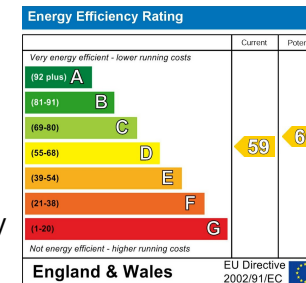 Energy Efficiency Rating
Current
Very energy efficient - lower running costs
(92 plus) A
(81-91) B
(69-80) C
(55-68) D
59
(39-54) E
(21-38) F
(1-20) G
Not energy efficient - higher running costs
England & Wales
EU Directive
2002/91/EC